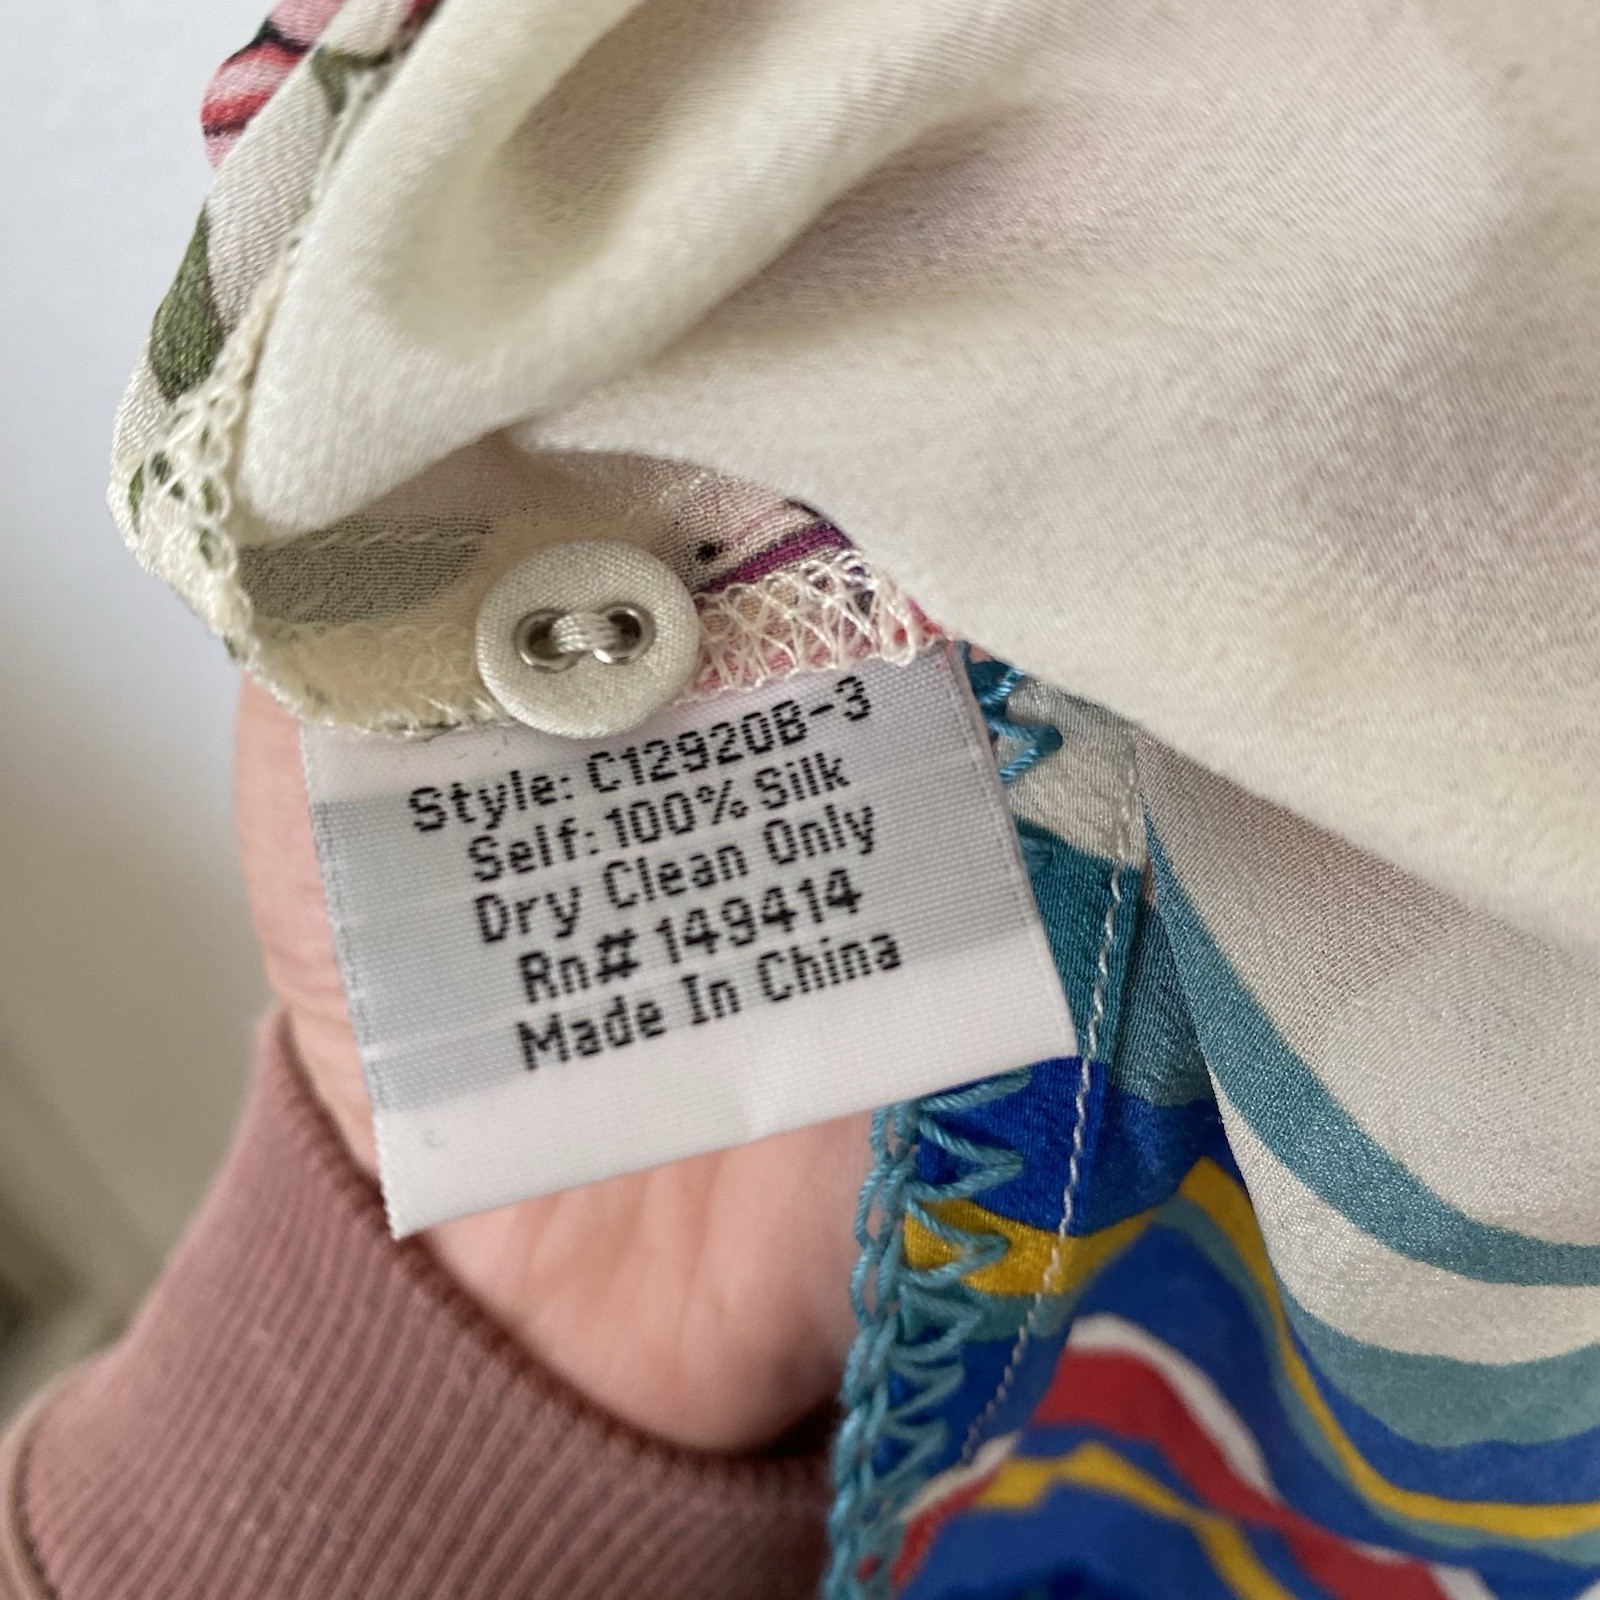 Style: C12920B-3
Self: 100% Silk
Dry Clean Only
Rn# 149414
Made In China